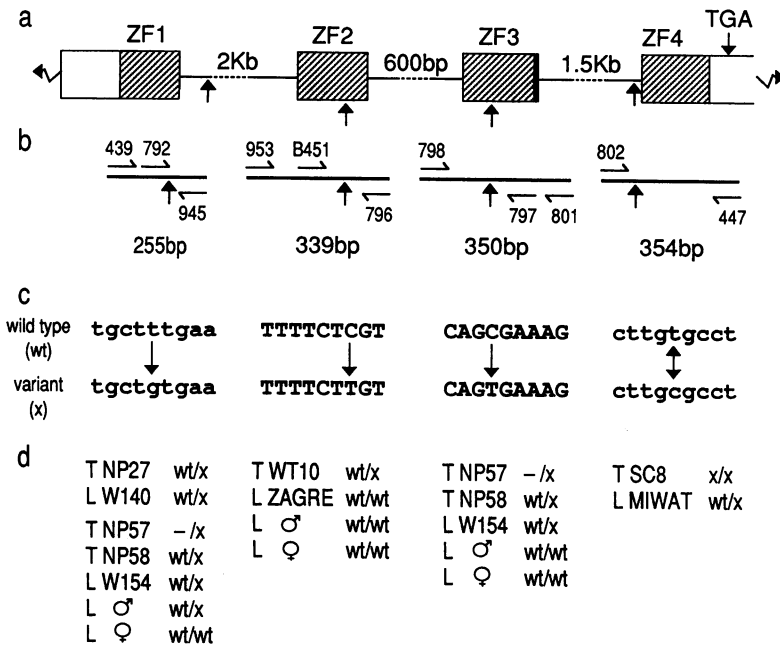 a
ZF1 ZF2 ZF3 ZF4 TGA
2Kb 600bp 1.5Kb
b
439 792 953 B451 798 802
945 796 797 801 447
255bp 339bp 350bp 354bp
c
wild type (wt) tgctttgaa TTTTCTCGT CAGCGAAAG cttgtgcct
variant (x) tgctgtgaa TTTTCTTGT CAGTGAAAG cttgcgcct
d
T NP27 wt/x T WT10 wt/x T NP57 –/x T SC8 x/x
L W140 wt/x L ZAGRE wt/wt T NP58 wt/x L MIWAT wt/x
T NP57 –/x L ♂ wt/wt L W154 wt/x
T NP58 wt/x L ♀ wt/wt L ♂ wt/wt
L W154 wt/x L ♀ wt/wt
L ♂ wt/x
L ♀ wt/wt